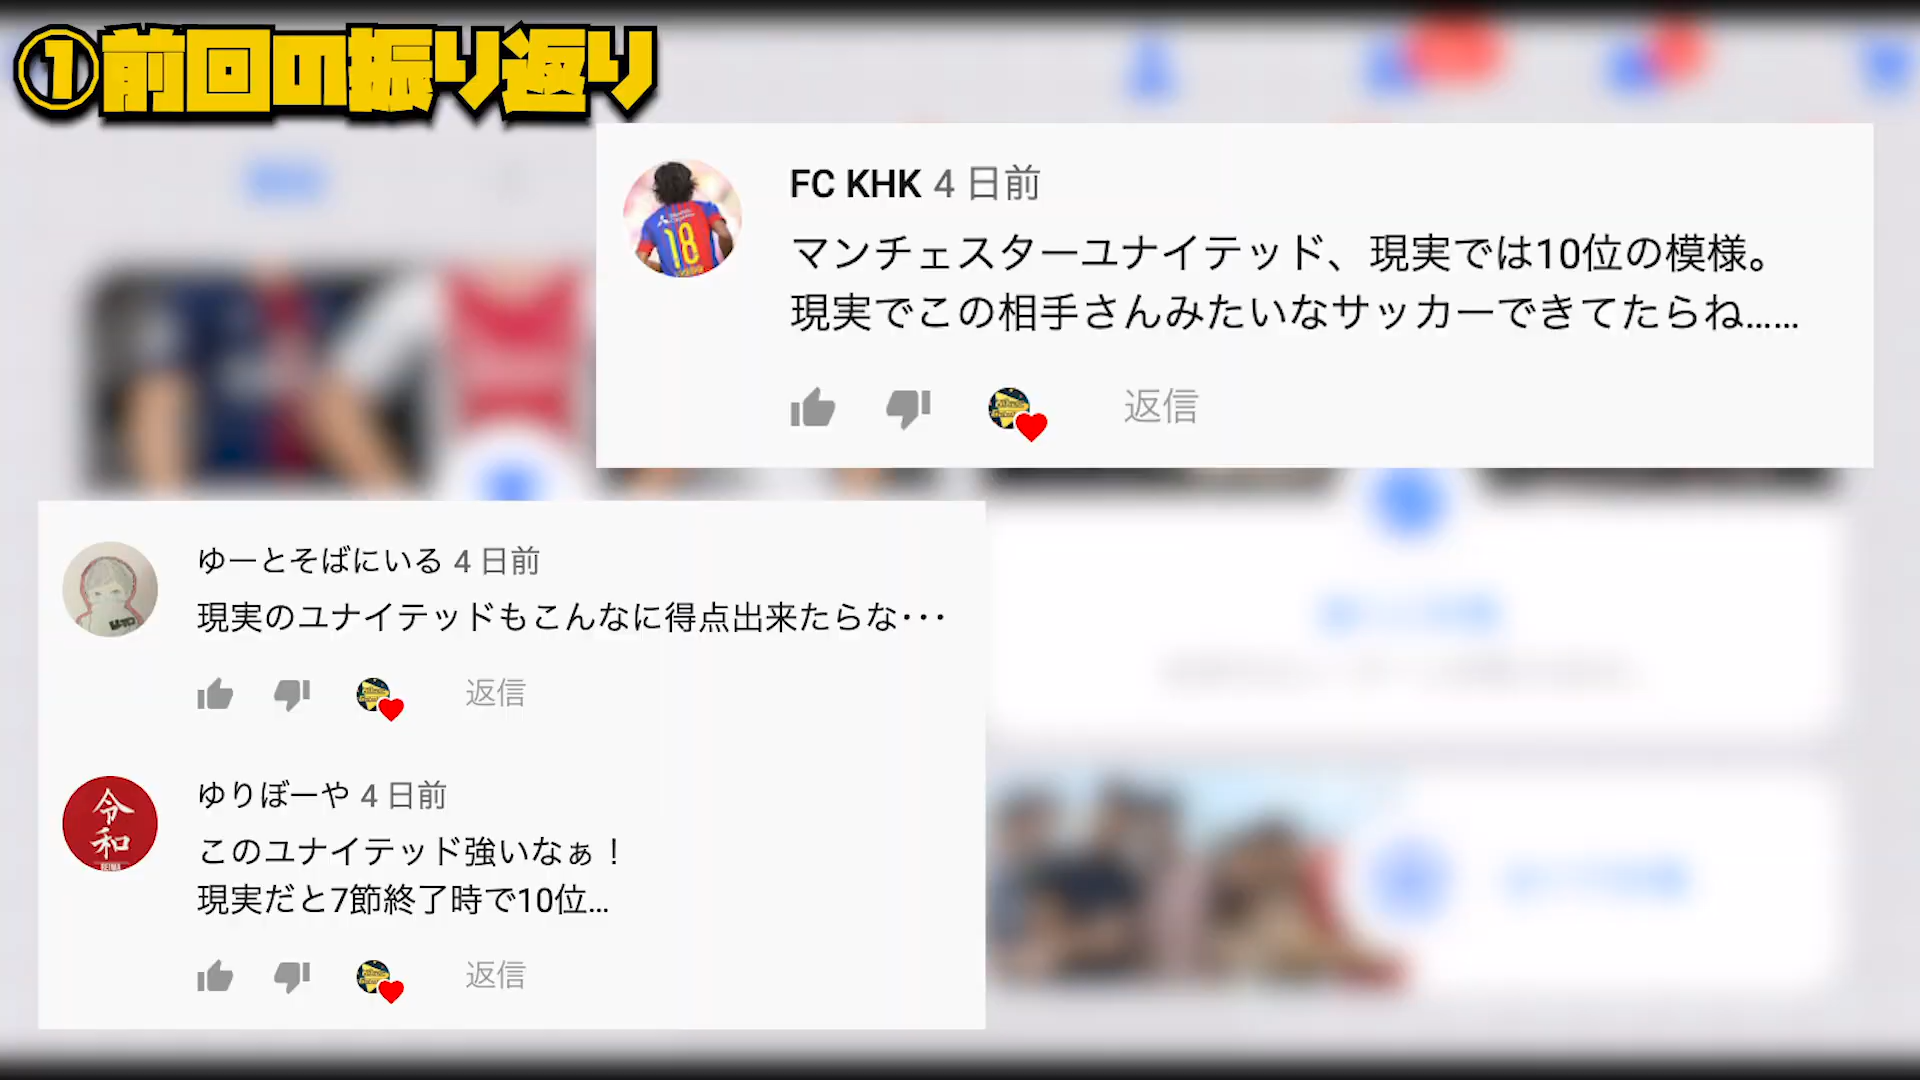 ①前回の振り返り
FC KHK 4 日前
マンチェスターユナイテッド、現実では10位の模様。
現実でこの相手さんみたいなサッカーできてたらね……
返信
ゆーとそばにいる 4 日前
現実のユナイテッドもこんなに得点出来たらな･･･
返信
ゆりぼーや 4 日前
このユナイテッド強いなぁ！
現実だと7節終了時で10位…
返信
18
令和
REIWA